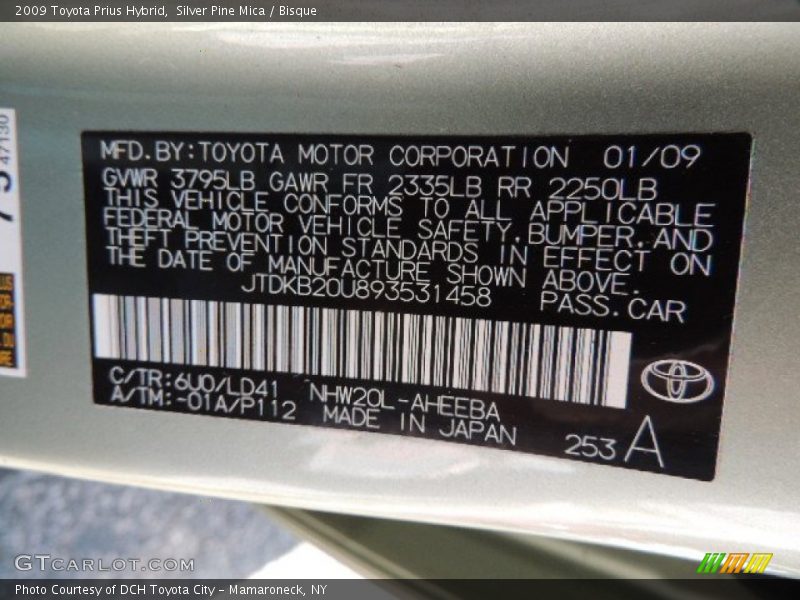 2009 Toyota Prius Hybrid, Silver Pine Mica / Bisque
47130
MFD.BY:TOYOTA MOTOR CORPORATION 01/09
GVWR 3795LB GAWR FR 2335LB RR 2250LB
THIS VEHICLE CONFORMS TO ALL APPLICABLE
FEDERAL MOTOR VEHICLE SAFETY,BUMPER,AND
THEFT PREVENTION STANDARDS IN EFFECT ON
THE DATE OF MANUFACTURE SHOWN ABOVE.
JTDKB20U893531458 PASS.CAR
C/TR:6U0/LD41 NHW20L-AHEEBA
A/TM:-01A/P112 MADE IN JAPAN
253 A
GTCARLOT.COM
Photo Courtesy of DCH Toyota City - Mamaroneck, NY